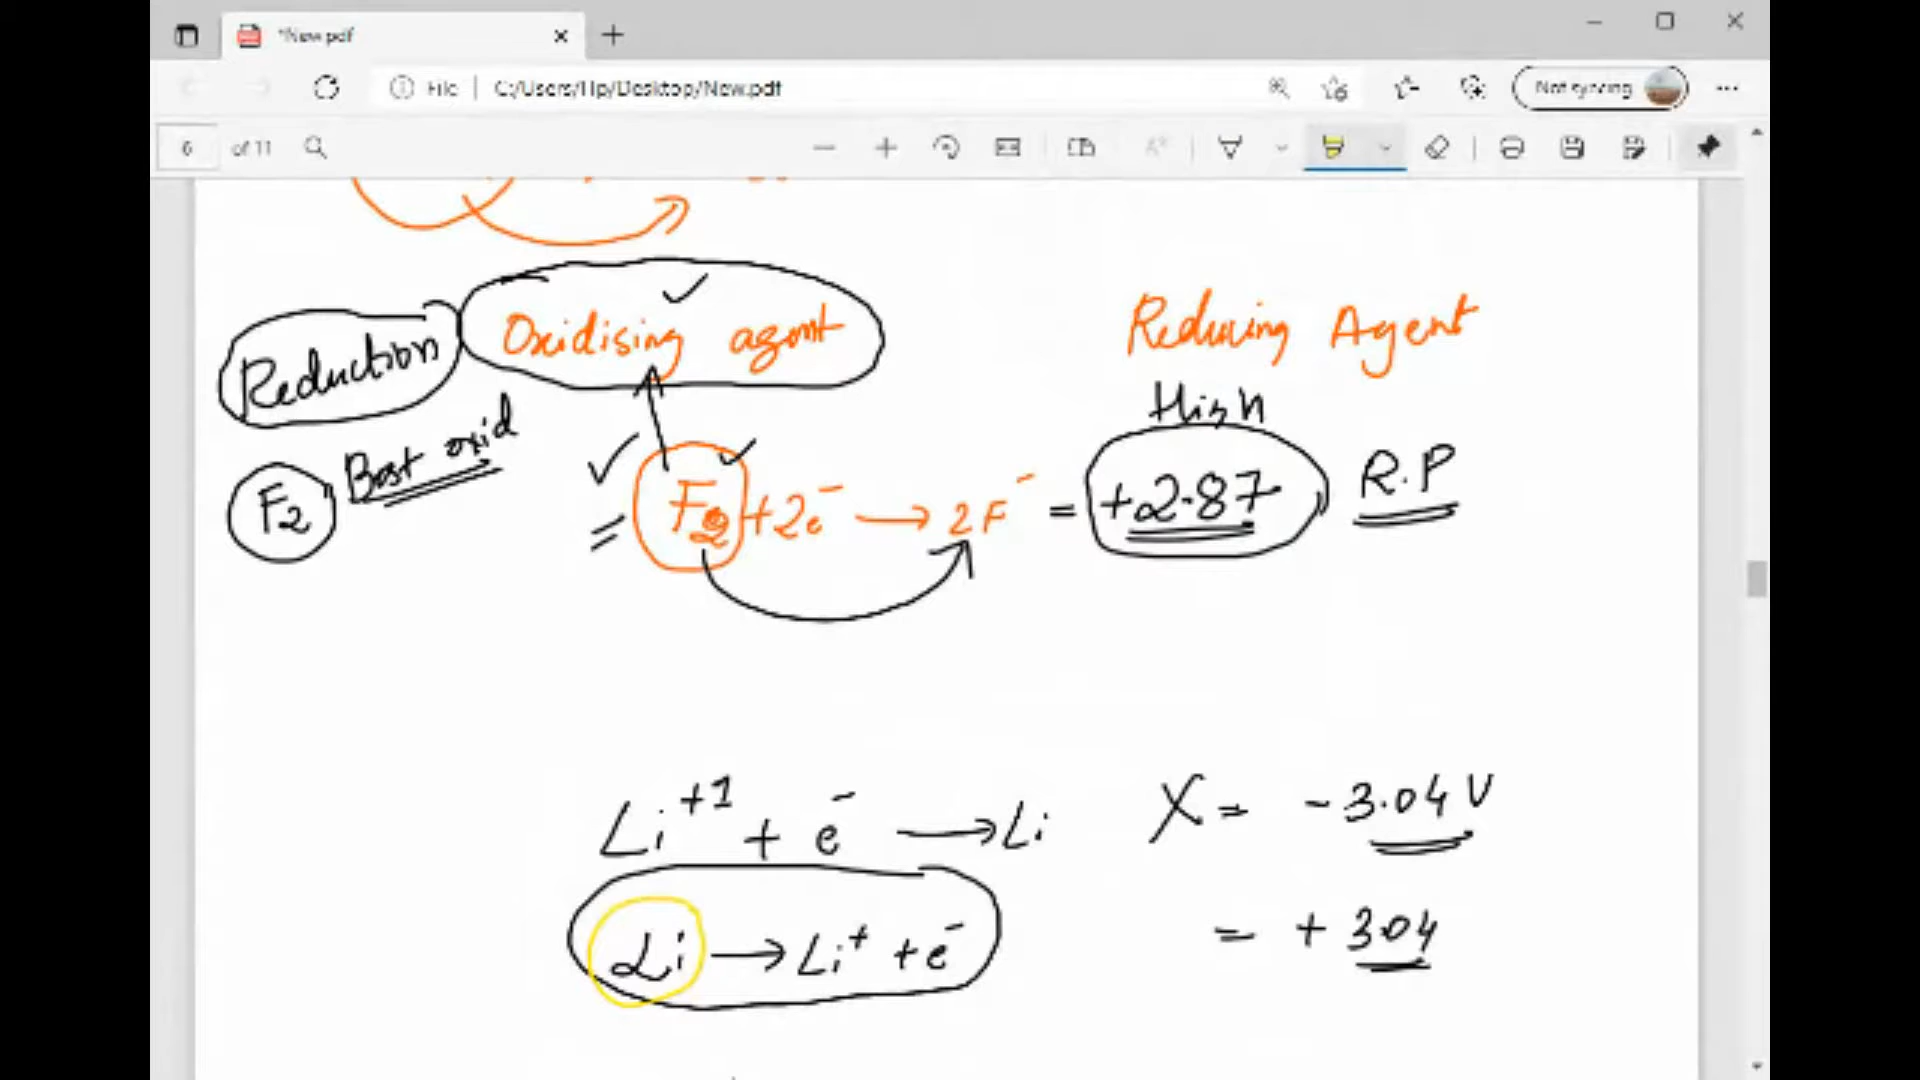 *New.pdf
File
C:/Users/Hp/Desktop/New.pdf
Not syncing
6 of 11
Oxidising agent
Reducing Agent
Reduction
High
Best oxid
F2
F2 + 2e- → 2F- = +2.87 R.P
Li+1 + e- → Li X = - 3.04 V
Li → Li+ + e- = + 3.04